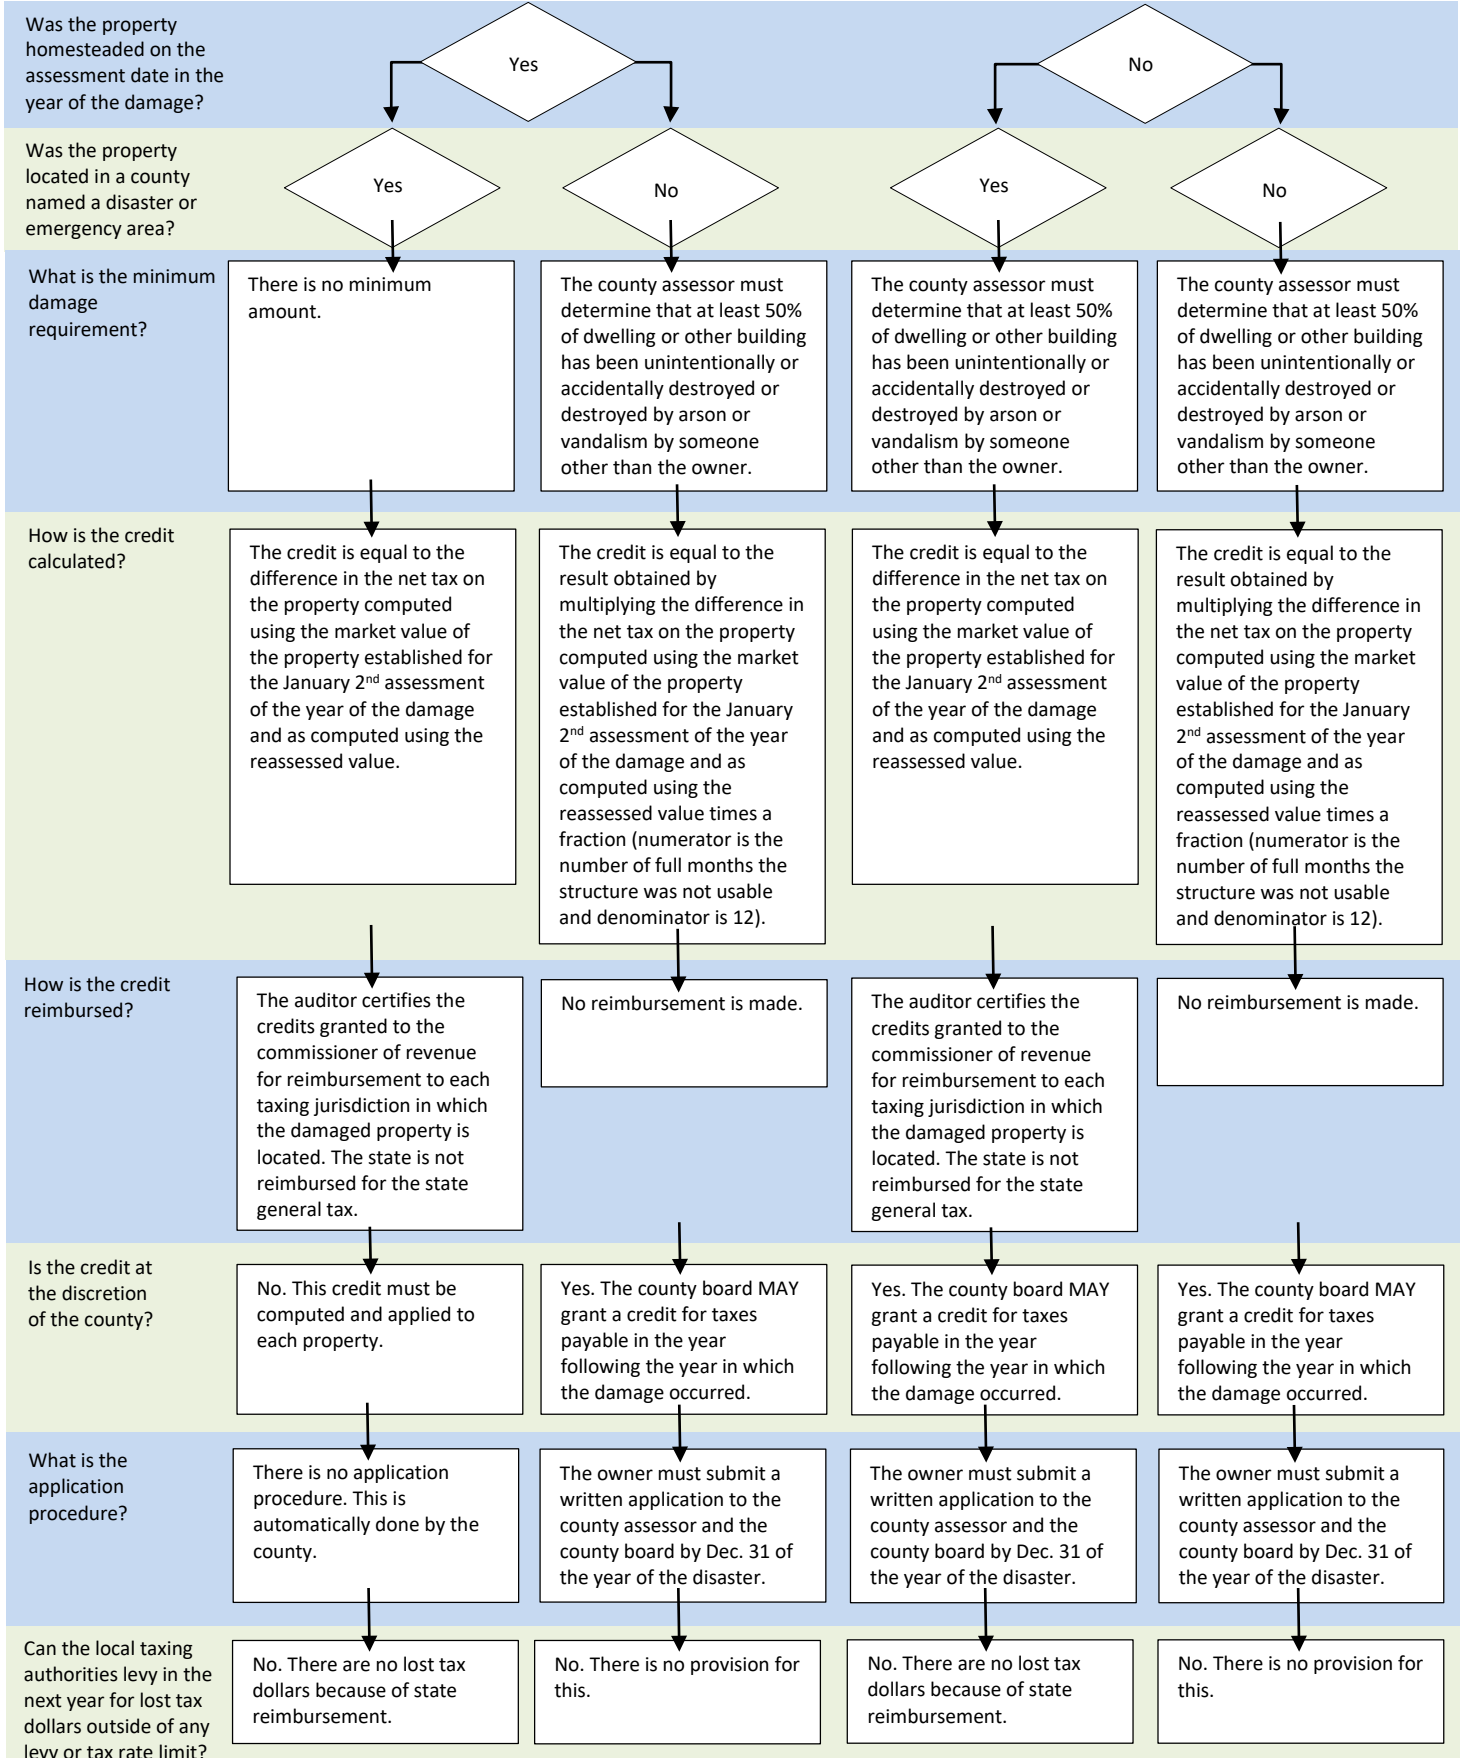 Was the property
homesteaded on the
assessment date in the
year of the damage?
Yes
No
Was the property
located in a county
named a disaster or
emergency area?
Yes
No
Yes
No
What is the minimum
damage
requirement?
There is no minimum
amount.
The county assessor must
determine that at least 50%
of dwelling or other building
has been unintentionally or
accidentally destroyed or
destroyed by arson or
vandalism by someone
other than the owner.
The county assessor must
determine that at least 50%
of dwelling or other building
has been unintentionally or
accidentally destroyed or
destroyed by arson or
vandalism by someone
other than the owner.
The county assessor must
determine that at least 50%
of dwelling or other building
has been unintentionally or
accidentally destroyed or
destroyed by arson or
vandalism by someone
other than the owner.
How is the credit
calculated?
The credit is equal to the
difference in the net tax on
the property computed
using the market value of
the property established for
the January 2nd assessment
of the year of the damage
and as computed using the
reassessed value.
The credit is equal to the
result obtained by
multiplying the difference in
the net tax on the property
computed using the market
value of the property
established for the January
2nd assessment of the year
of the damage and as
computed using the
reassessed value times a
fraction (numerator is the
number of full months the
structure was not usable
and denominator is 12).
The credit is equal to the
difference in the net tax on
the property computed
using the market value of
the property established for
the January 2nd assessment
of the year of the damage
and as computed using the
reassessed value.
The credit is equal to the
result obtained by
multiplying the difference in
the net tax on the property
computed using the market
value of the property
established for the January
2nd assessment of the year
of the damage and as
computed using the
reassessed value times a
fraction (numerator is the
number of full months the
structure was not usable
and denominator is 12).
How is the credit
reimbursed?
The auditor certifies the
credits granted to the
commissioner of revenue
for reimbursement to each
taxing jurisdiction in which
the damaged property is
located. The state is not
reimbursed for the state
general tax.
No reimbursement is made.
The auditor certifies the
credits granted to the
commissioner of revenue
for reimbursement to each
taxing jurisdiction in which
the damaged property is
located. The state is not
reimbursed for the state
general tax.
No reimbursement is made.
Is the credit at
the discretion
of the county?
No. This credit must be
computed and applied to
each property.
Yes. The county board MAY
grant a credit for taxes
payable in the year
following the year in which
the damage occurred.
Yes. The county board MAY
grant a credit for taxes
payable in the year
following the year in which
the damage occurred.
Yes. The county board MAY
grant a credit for taxes
payable in the year
following the year in which
the damage occurred.
What is the
application
procedure?
There is no application
procedure. This is
automatically done by the
county.
The owner must submit a
written application to the
county assessor and the
county board by Dec. 31 of
the year of the disaster.
The owner must submit a
written application to the
county assessor and the
county board by Dec. 31 of
the year of the disaster.
The owner must submit a
written application to the
county assessor and the
county board by Dec. 31 of
the year of the disaster.
Can the local taxing
authorities levy in the
next year for lost tax
dollars outside of any
levy or tax rate limit?
No. There are no lost tax
dollars because of state
reimbursement.
No. There is no provision for
this.
No. There are no lost tax
dollars because of state
reimbursement.
No. There is no provision for
this.